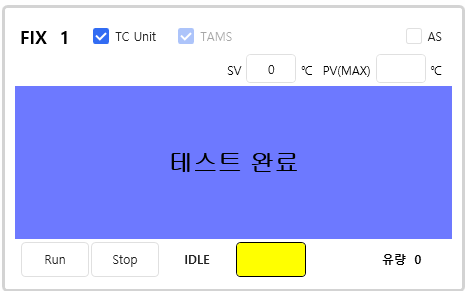 FIX 1 TC Unit TAMS AS
SV 0 ℃ PV(MAX) ℃
테스트 완료
Run Stop IDLE 유량 0